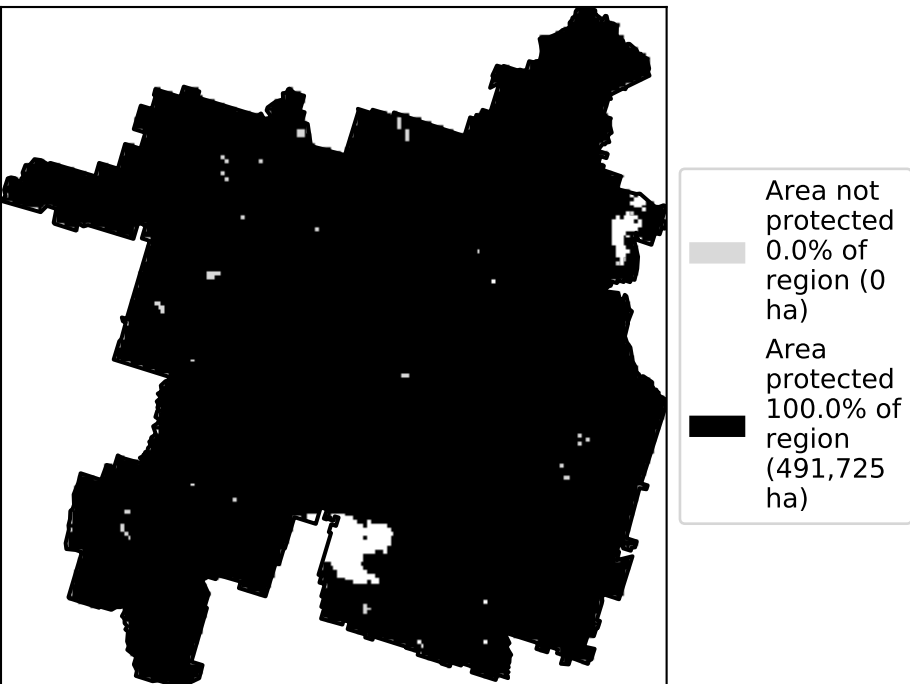 Area not
protected
0.0% of
region (0
ha)
Area
protected
100.0% of
region
(491,725
ha)